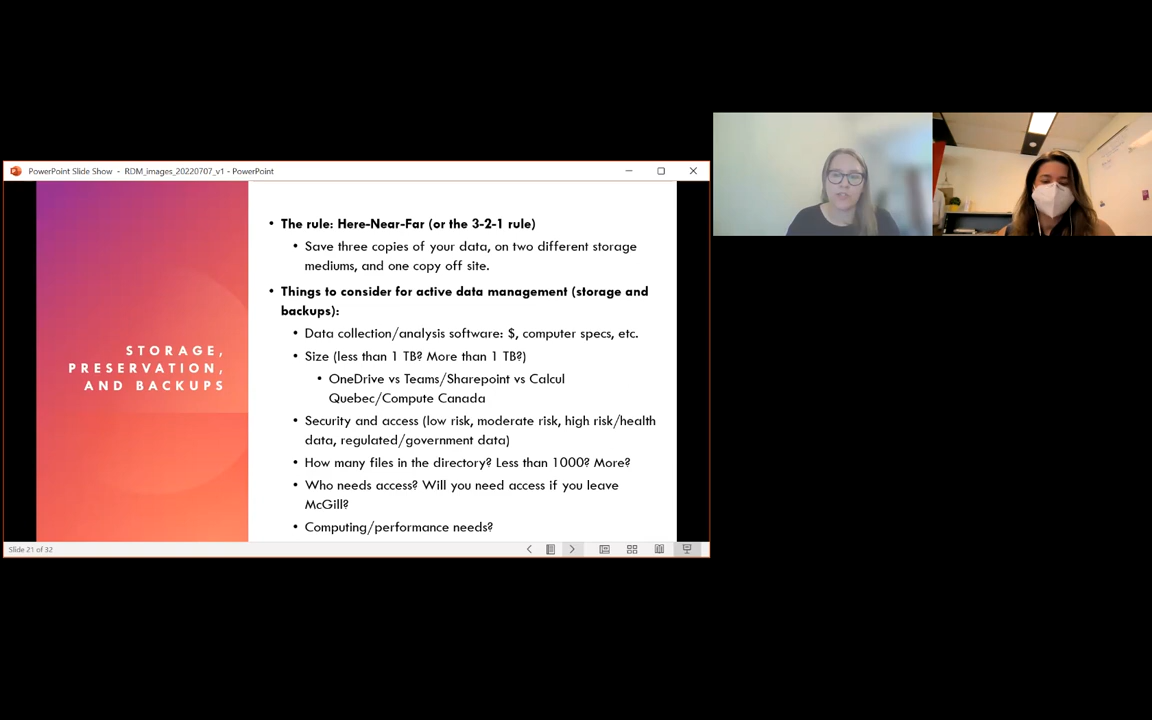 PowerPoint Slide Show - RDM_images_20220707_v1 - PowerPoint
STORAGE,
PRESERVATION,
AND BACKUPS
• The rule: Here-Near-Far (or the 3-2-1 rule)
• Save three copies of your data, on two different storage
mediums, and one copy off site.
• Things to consider for active data management (storage and
backups):
• Data collection/analysis software: $, computer specs, etc.
• Size (less than 1 TB? More than 1 TB?)
• OneDrive vs Teams/Sharepoint vs Calcul
Quebec/Compute Canada
• Security and access (low risk, moderate risk, high risk/health
data, regulated/government data)
• How many files in the directory? Less than 1000? More?
• Who needs access? Will you need access if you leave
McGill?
• Computing/performance needs?
Slide 21 of 32